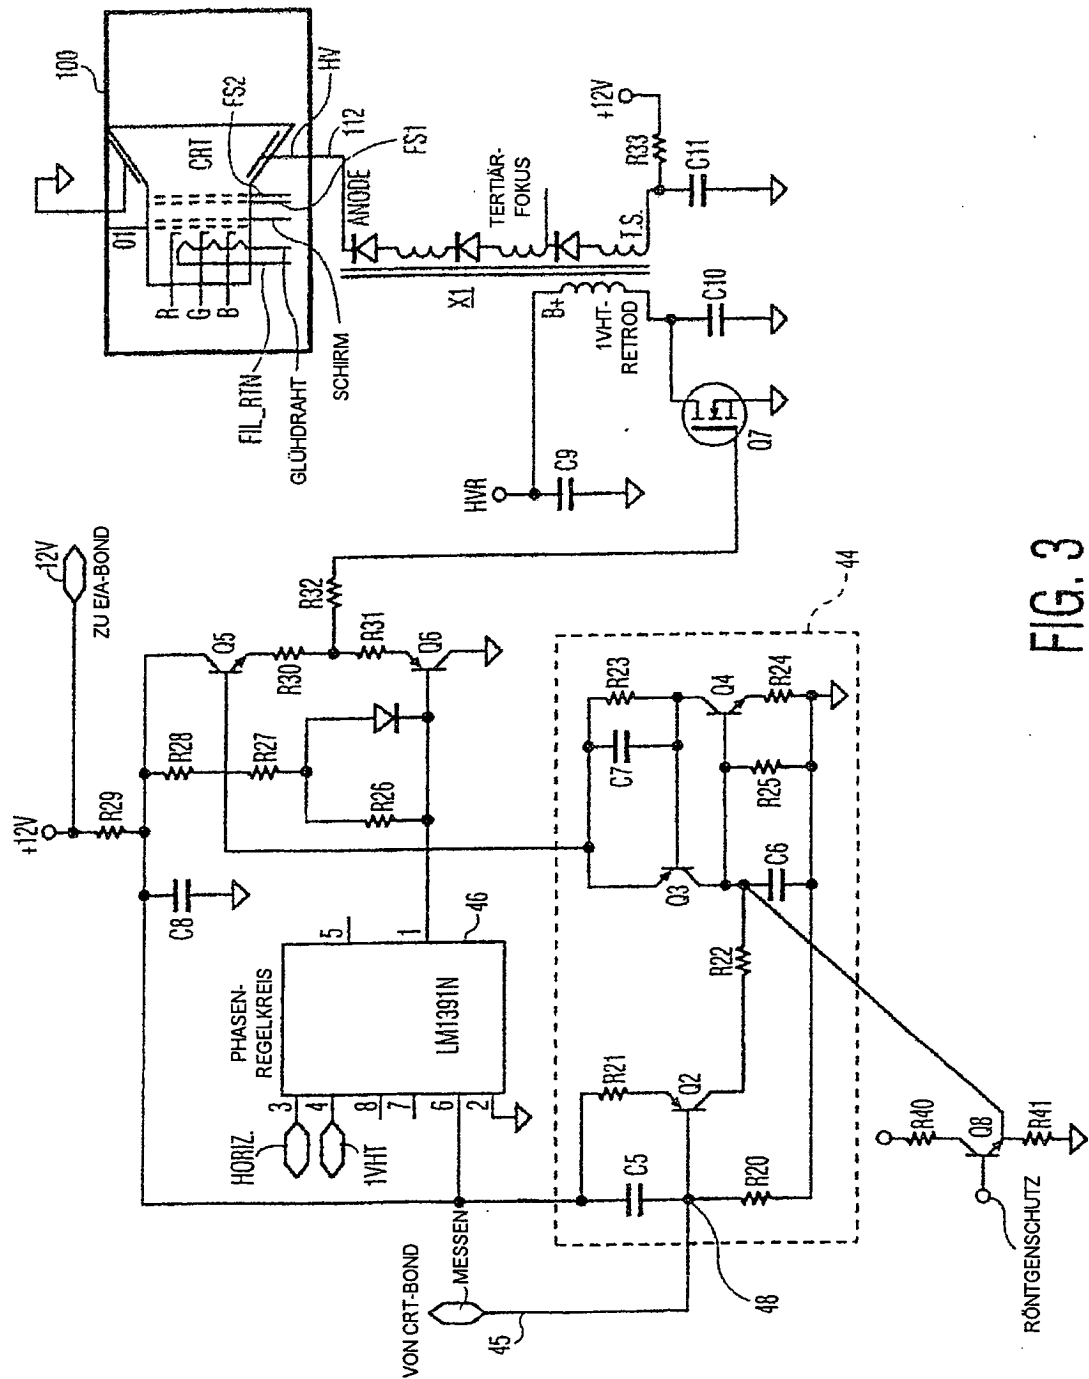 +12V
12V
ZU E/A-BOND
R29
C8
R28
R27
R26
Q5
R30
R31
Q6
R32
PHASEN-
REGELKREIS
LM1391N
46
5
1
3
4
8
7
6
2
HORIZ.
1VHT
VON CRT-BOND
MESSEN
45
48
C5
R20
R21
Q2
R22
Q3
C6
C7
R23
Q4
R24
R25
44
RÖNTGENSCHUTZ
R40
Q8
R41
100
CRT
01
R
G
B
FS2
HV
112
FS1
FIL_RTN
GLÜHDRAHT
SCHIRM
ANODE
TERTIÄR-
FOKUS
T.S.
X1
+12V
R33
C11
B+
1VHT-
RETROD
C10
HVR
C9
Q7
FIG. 3